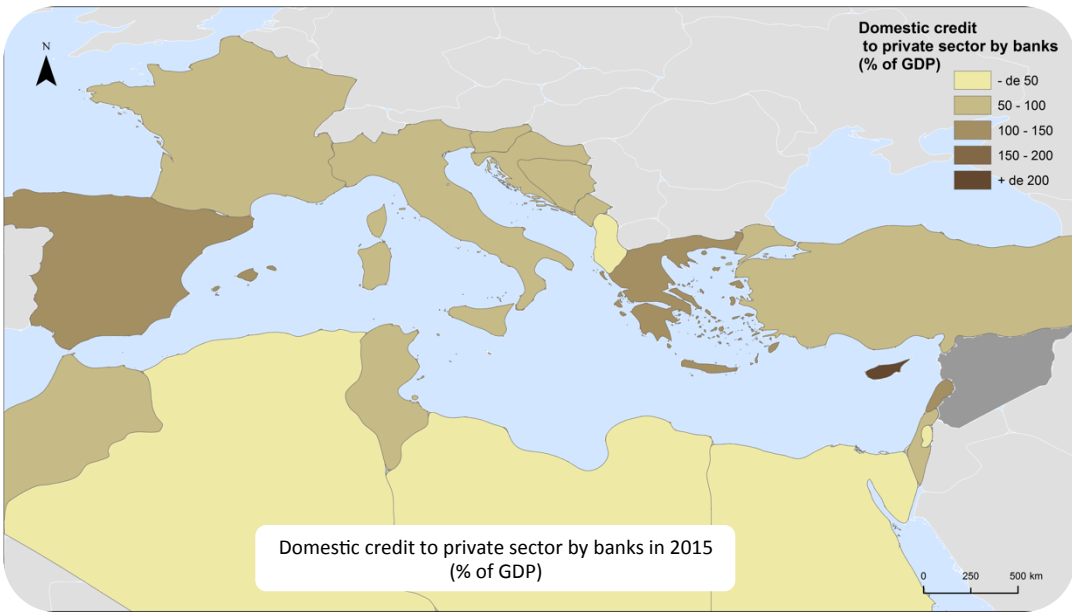 N
Domestic credit
to private sector by banks
(% of GDP)
- de 50
50 - 100
100 - 150
150 - 200
+ de 200
Domestic credit to private sector by banks in 2015
(% of GDP)
0 250 500 km